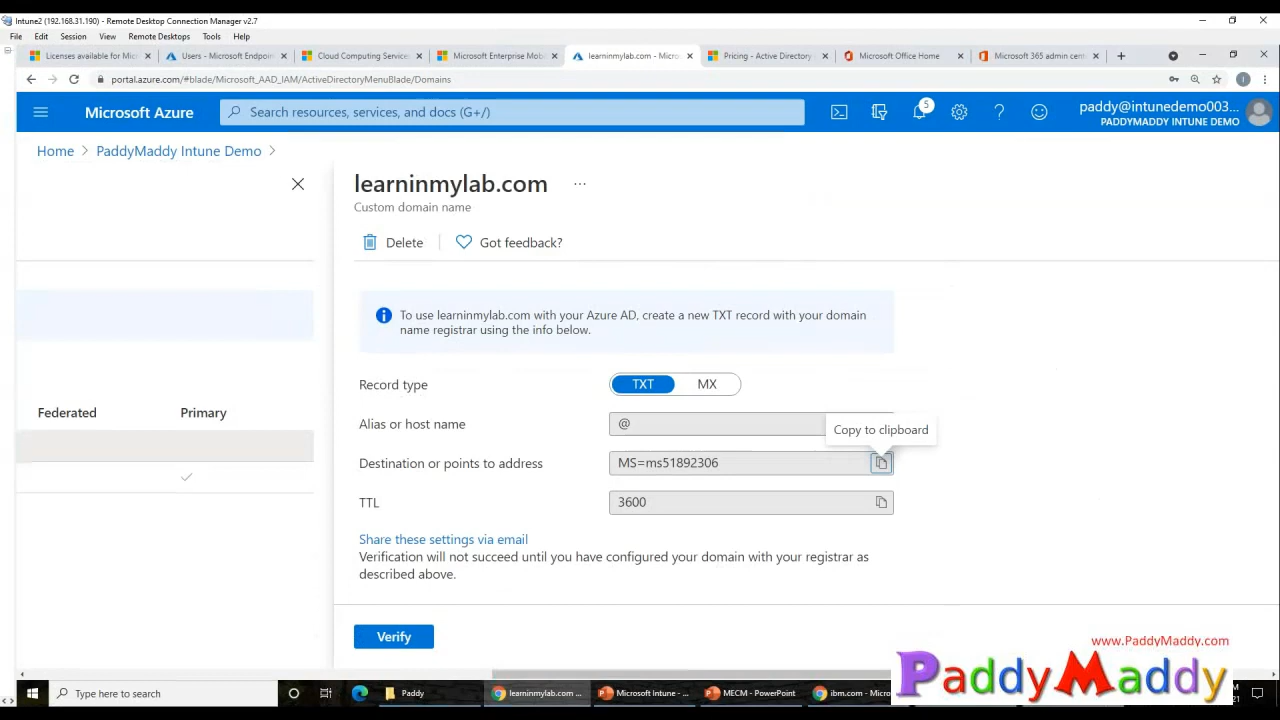 Intune2 (192.168.31.190) - Remote Desktop Connection Manager v2.7
File Edit Session View Remote Desktops Tools Help
Licenses available for Micr
Users - Microsoft Endpoin
Cloud Computing Services
Microsoft Enterprise Mob
learninmylab.com - Micros
Pricing - Active Directory
Microsoft Office Home
Microsoft 365 admin cent
portal.azure.com/#blade/Microsoft_AAD_IAM/ActiveDirectoryMenuBlade/Domains
Microsoft Azure
Search resources, services, and docs (G+/)
5
paddy@intunedemo003...
PADDYMADDY INTUNE DEMO
Home > PaddyMaddy Intune Demo >
learninmylab.com ...
Custom domain name
Delete
Got feedback?
To use learninmylab.com with your Azure AD, create a new TXT record with your domain
name registrar using the info below.
Record type
TXT MX
Federated Primary
Alias or host name
@
Copy to clipboard
Destination or points to address
MS=ms51892306
TTL
3600
Share these settings via email
Verification will not succeed until you have configured your domain with your registrar as
described above.
Verify
www.PaddyMaddy.com
PaddyMaddy
Type here to search
Paddy
learninmylab.com ...
Microsoft Intune - ...
MECM - PowerPoint
ibm.com - Micros